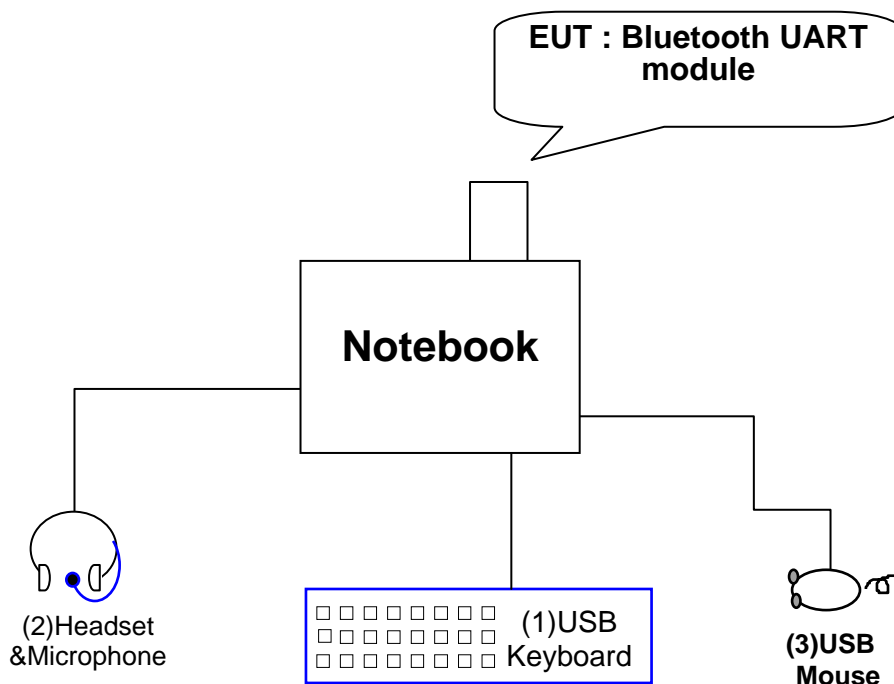 EUT : Bluetooth UART
module
Notebook
(2)Headset
&Microphone
(1)USB
Keyboard
(3)USB
Mouse